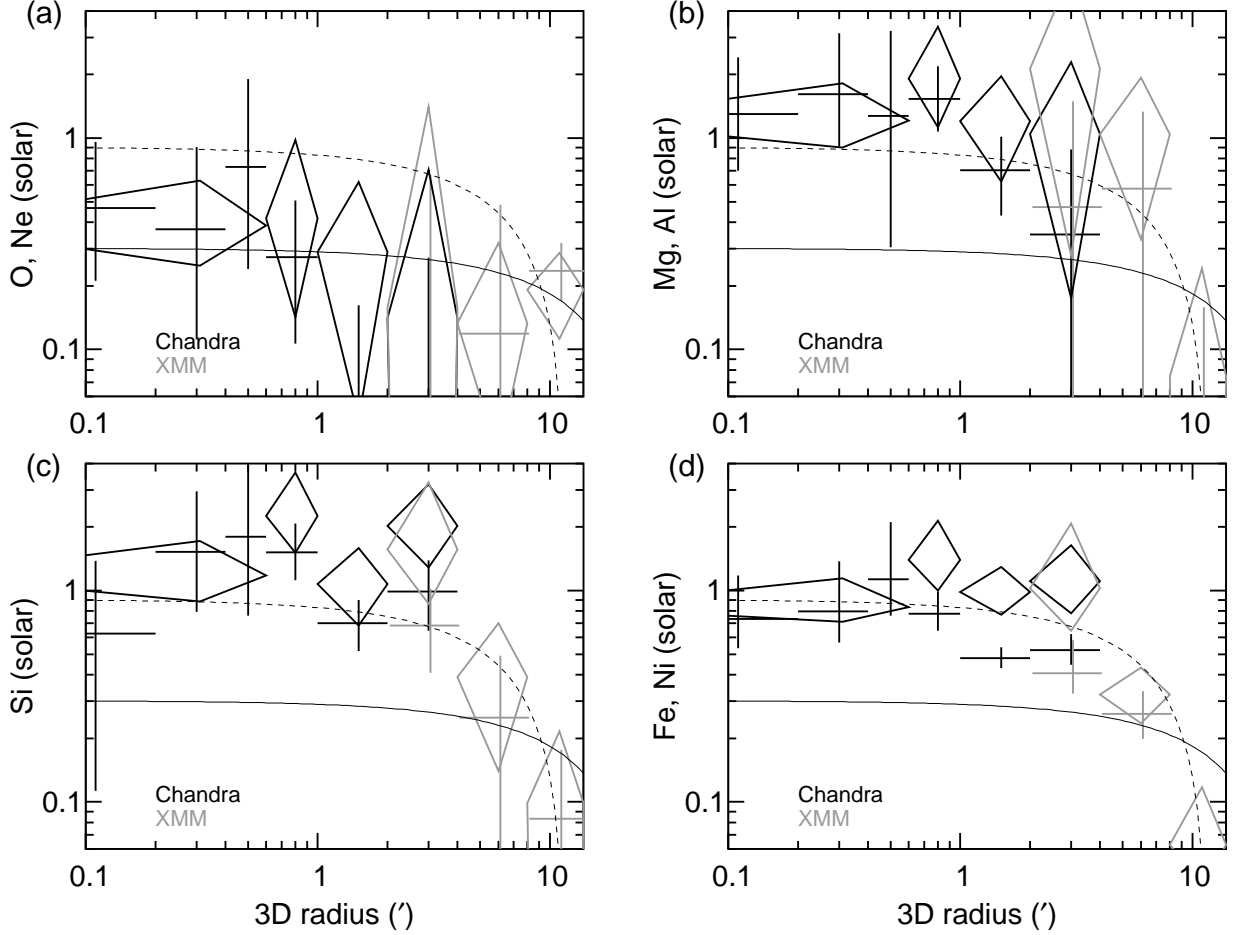 (a)
O, Ne (solar)
1
0.1
Chandra
XMM
0.1
1
10
(b)
Mg, Al (solar)
1
0.1
Chandra
XMM
0.1
1
10
(c)
Si (solar)
1
0.1
Chandra
XMM
0.1
1
10
3D radius (′)
(d)
Fe, Ni (solar)
1
0.1
Chandra
XMM
0.1
1
10
3D radius (′)